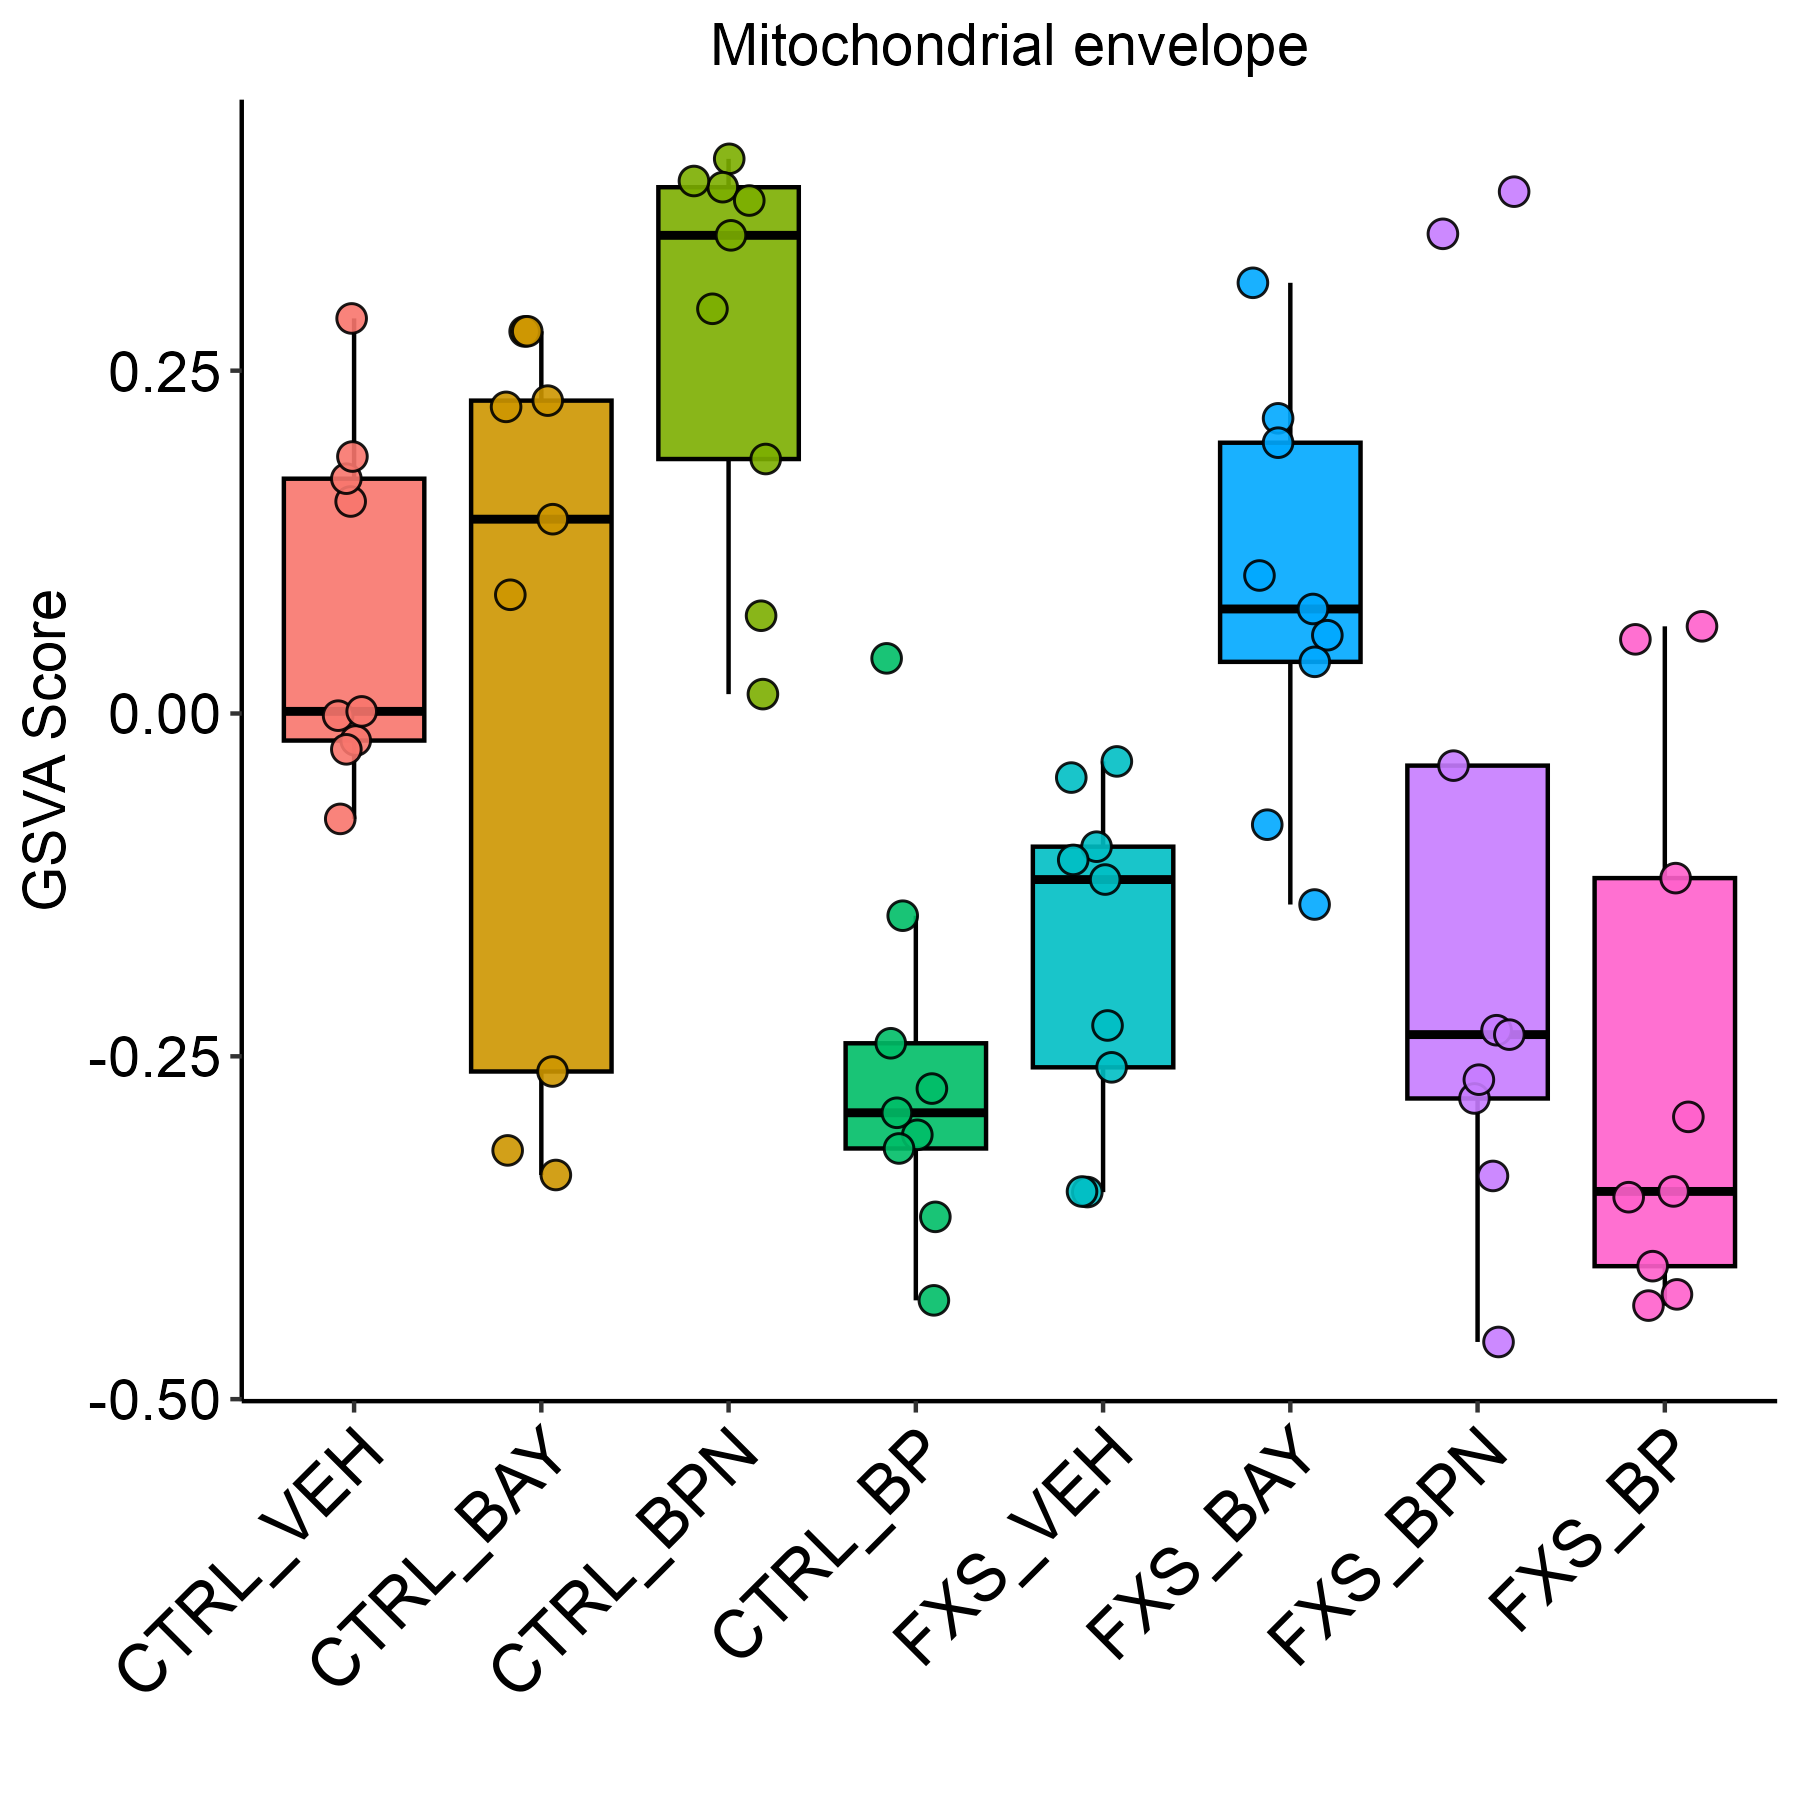 Mitochondrial envelope
GSVA Score
0.25
0.00
-0.25
-0.50
CTRL_VEH
CTRL_BAY
CTRL_BPN
CTRL_BP
FXS_VEH
FXS_BAY
FXS_BPN
FXS_BP